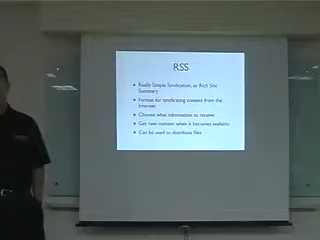 RSS
Really Simple Syndication, or Rich Site
Summary
Format for syndicating content from the
Internet
Choose what information to receive
Get new content when it becomes available
Can be used to distribute files